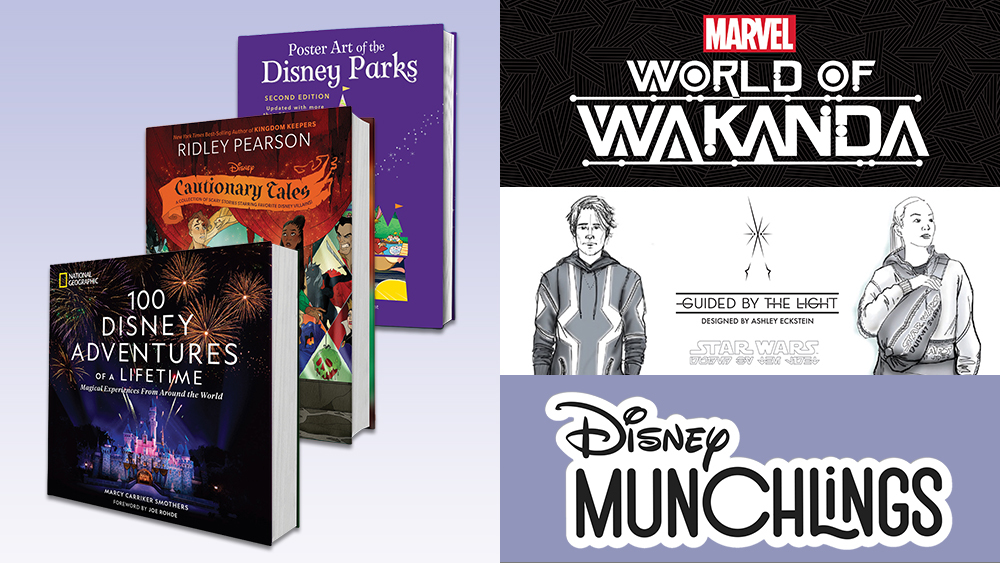 Poster Art of the
Disney Parks
SECOND EDITION
Updated with more
New York Times Best-Selling Author of KINGDOM KEEPERS
RIDLEY PEARSON
Disney
Cautionary Tales
A COLLECTION OF SCARY STORIES STARRING FAVORITE DISNEY VILLAINS!
NATIONAL
GEOGRAPHIC
100
DISNEY
ADVENTURES
OF A LIFETIME
Magical Experiences From Around the World
MARCY CARRIKER SMOTHERS
FOREWORD BY JOE ROHDE
MARVEL
WORLD OF
WAKANDA
GUIDED BY THE LIGHT
DESIGNED BY ASHLEY ECKSTEIN
STAR WARS
Disney
MUNCHLiNGS